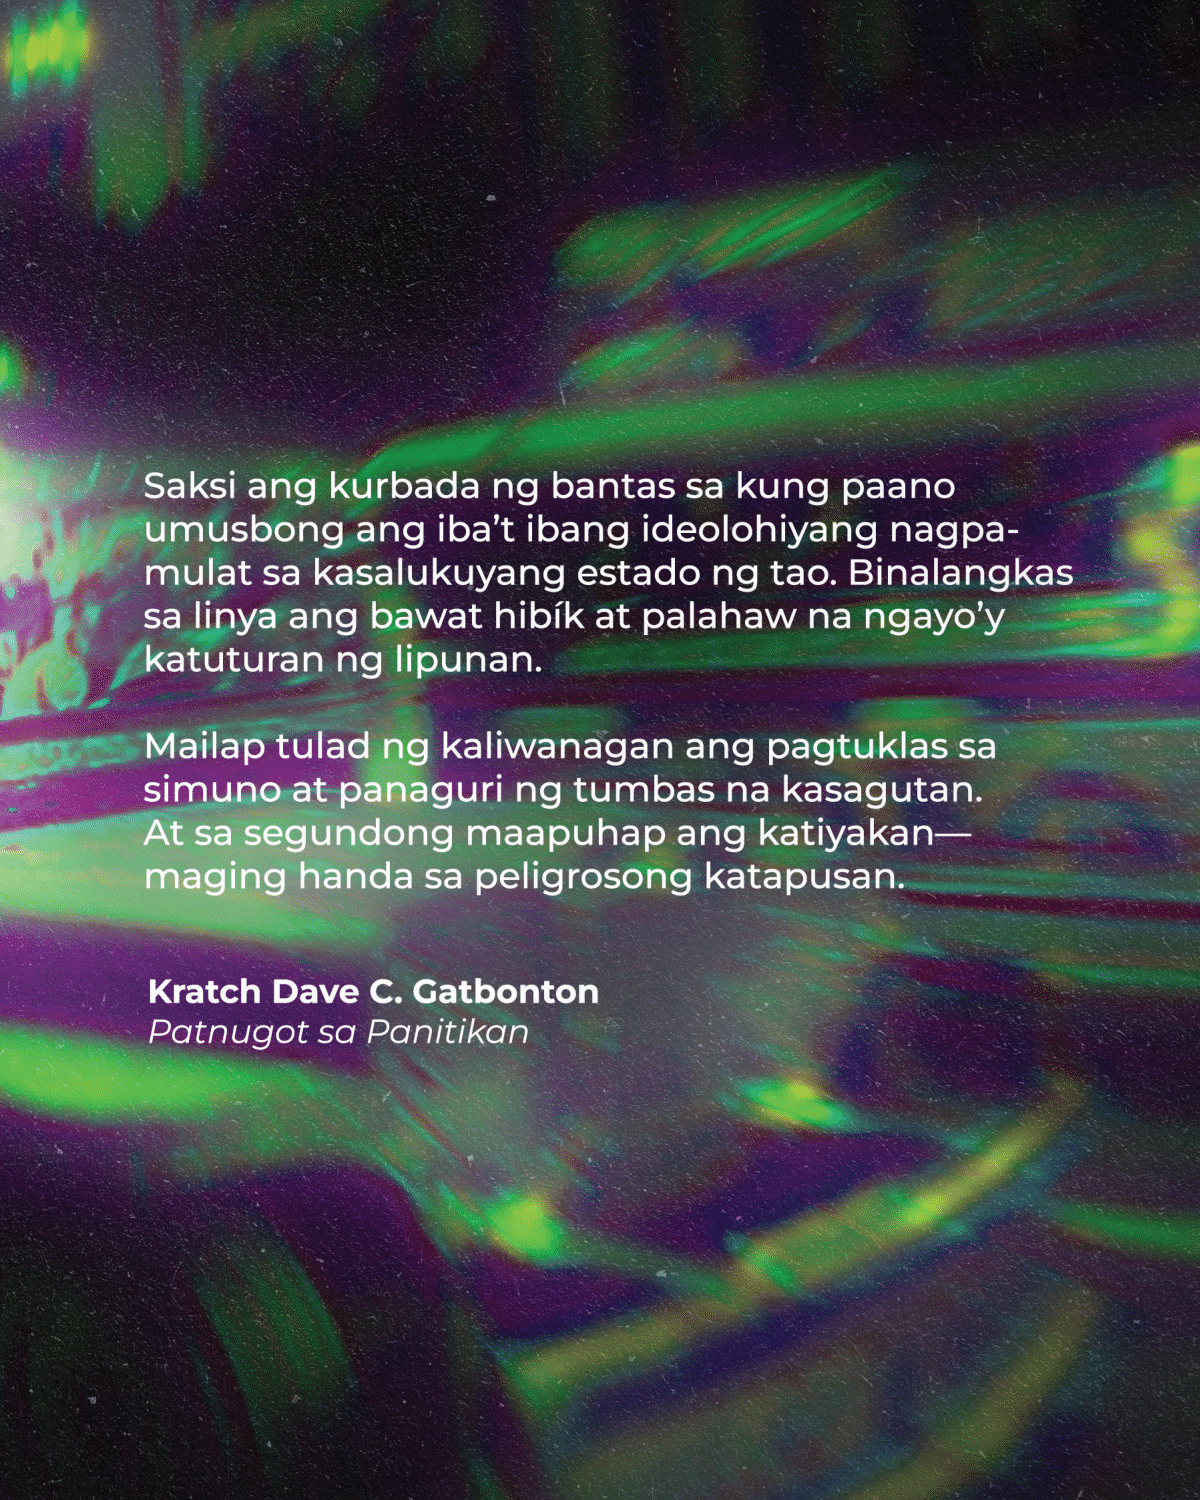 Saksi ang kurbada ng bantas sa kung paano
umusbong ang iba’t ibang ideolohiyang nagpa-
mulat sa kasalukuyang estado ng tao. Binalangkas
sa linya ang bawat hibík at palahaw na ngayo’y
katuturan ng lipunan.
Mailap tulad ng kaliwanagan ang pagtuklas sa
simuno at panaguri ng tumbas na kasagutan.
At sa segundong maapuhap ang katiyakan—
maging handa sa peligrosong katapusan.
Kratch Dave C. Gatbonton
Patnugot sa Panitikan